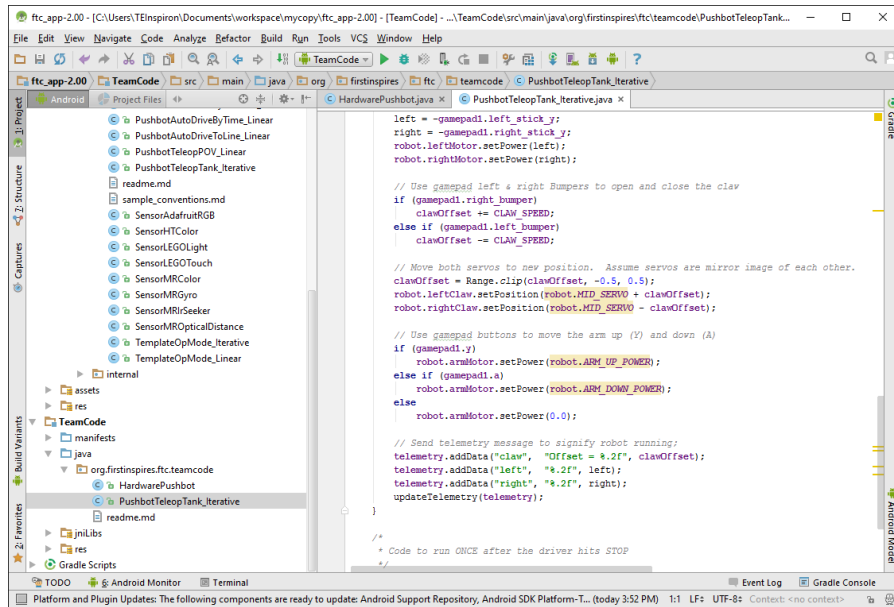 ftc_app-2.00 - [C:\Users\TEInspiron\Documents\workspace\mycopy\ftc_app-2.00] - [TeamCode] - ...\TeamCode\src\main\java\org\firstinspires\ftc\teamcode\PushbotTeleopTank...
File Edit View Navigate Code Analyze Refactor Build Run Tools VCS Window Help
TeamCode
ftc_app-2.00 TeamCode src main java org firstinspires ftc teamcode PushbotTeleopTank_Iterative
Android Project Files
HardwarePushbot.java × PushbotTeleopTank_Iterative.java ×
1: Project
7: Structure
Captures
Build Variants
2: Favorites
PushbotAutoDriveByTime_Linear
PushbotAutoDriveToLine_Linear
PushbotTeleopPOV_Linear
PushbotTeleopTank_Iterative
readme.md
sample_conventions.md
SensorAdafruitRGB
SensorHTColor
SensorLEGOLight
SensorLEGOTouch
SensorMRColor
SensorMRGyro
SensorMRIrSeeker
SensorMROpticalDistance
TemplateOpMode_Iterative
TemplateOpMode_Linear
internal
assets
res
TeamCode
manifests
java
org.firstinspires.ftc.teamcode
HardwarePushbot
PushbotTeleopTank_Iterative
readme.md
jniLibs
res
Gradle Scripts
left = -gamepad1.left_stick_y;
right = -gamepad1.right_stick_y;
robot.leftMotor.setPower(left);
robot.rightMotor.setPower(right);
// Use gamepad left & right Bumpers to open and close the claw
if (gamepad1.right_bumper)
clawOffset += CLAW_SPEED;
else if (gamepad1.left_bumper)
clawOffset -= CLAW_SPEED;
// Move both servos to new position. Assume servos are mirror image of each other.
clawOffset = Range.clip(clawOffset, -0.5, 0.5);
robot.leftClaw.setPosition(robot.MID_SERVO + clawOffset);
robot.rightClaw.setPosition(robot.MID_SERVO - clawOffset);
// Use gamepad buttons to move the arm up (Y) and down (A)
if (gamepad1.y)
robot.armMotor.setPower(robot.ARM_UP_POWER);
else if (gamepad1.a)
robot.armMotor.setPower(robot.ARM_DOWN_POWER);
else
robot.armMotor.setPower(0.0);
// Send telemetry message to signify robot running;
telemetry.addData("claw", "Offset = %.2f", clawOffset);
telemetry.addData("left", "%.2f", left);
telemetry.addData("right", "%.2f", right);
updateTelemetry(telemetry);
}
/*
* Code to run ONCE after the driver hits STOP
*/
Gradle
Android Model
TODO 6: Android Monitor Terminal Event Log Gradle Console
Platform and Plugin Updates: The following components are ready to update: Android Support Repository, Android SDK Platform-T... (today 3:52 PM) 1:1 LF÷ UTF-8÷ Context: <no context>